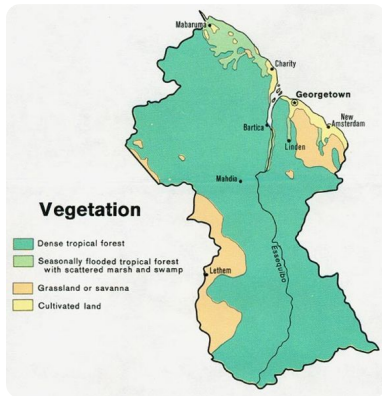 Mabaruma
Charity
Georgetown
New
Amsterdam
Bartica
Linden
Mahdia
Vegetation
Dense tropical forest
Seasonally flooded tropical forest
with scattered marsh and swamp
Essequibo
Lethem
Grassland or savanna
Cultivated land